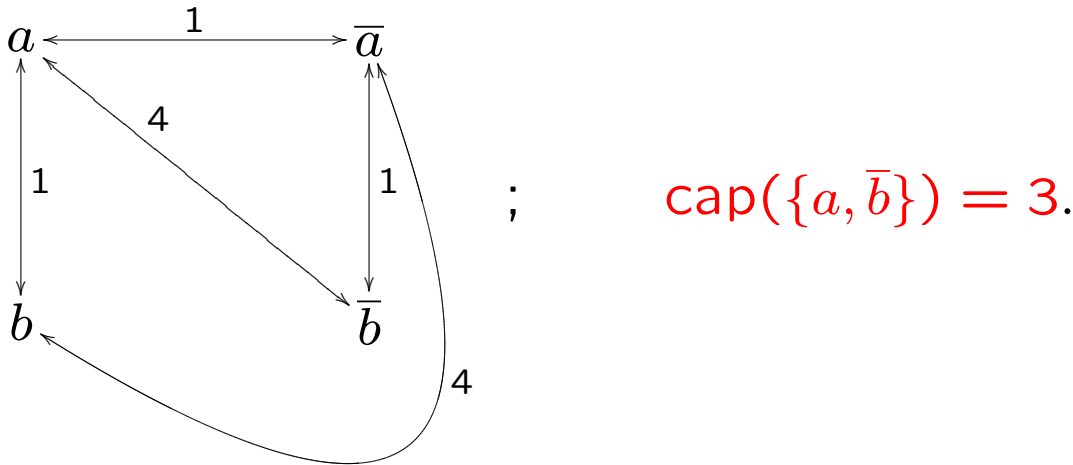 a 1 a̅
4
1 1 ; cap({a, b̅}) = 3.
b b̅
4